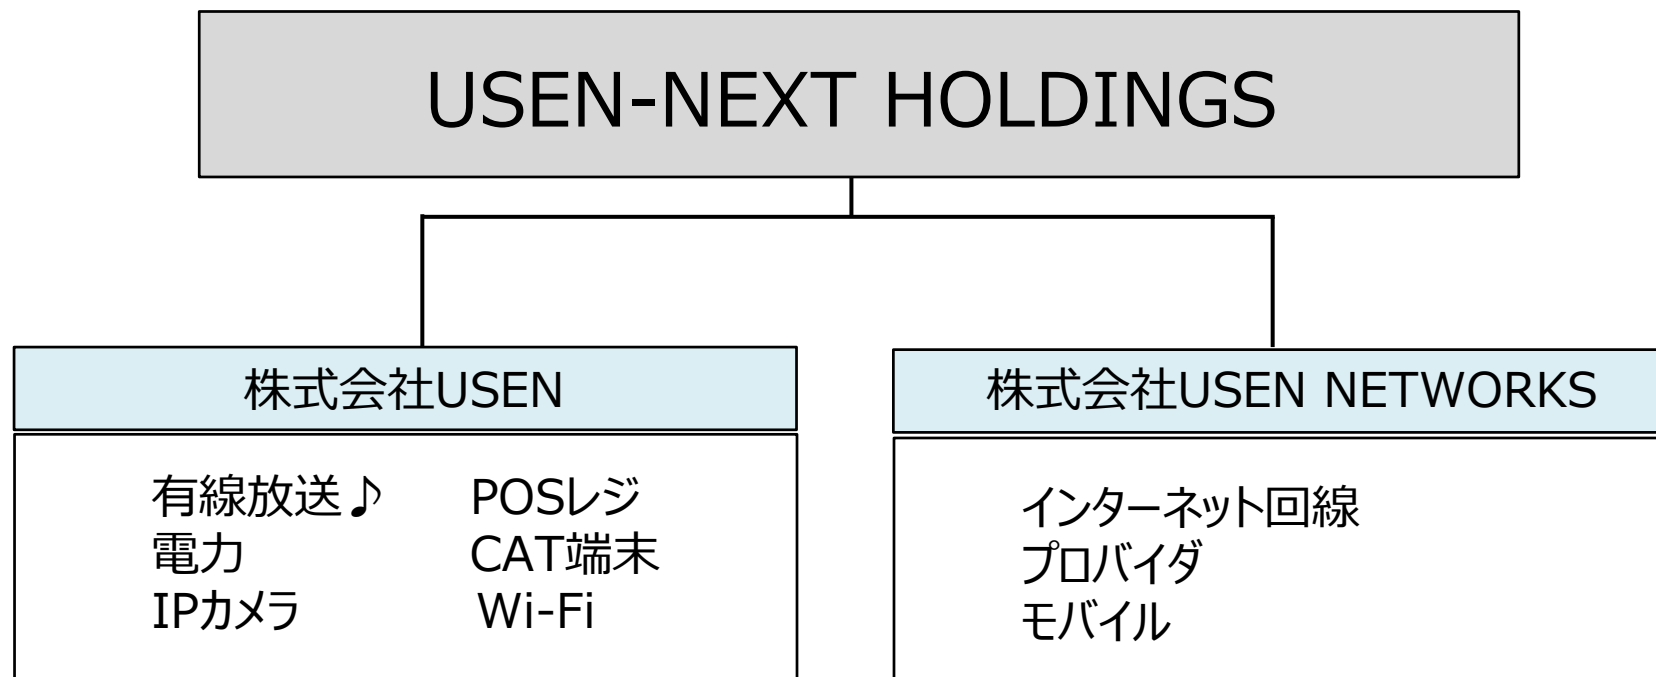 USEN-NEXT HOLDINGS
株式会社USEN
有線放送♪ POSレジ
電力 CAT端末
IPカメラ Wi-Fi
株式会社USEN NETWORKS
インターネット回線
プロバイダ
モバイル